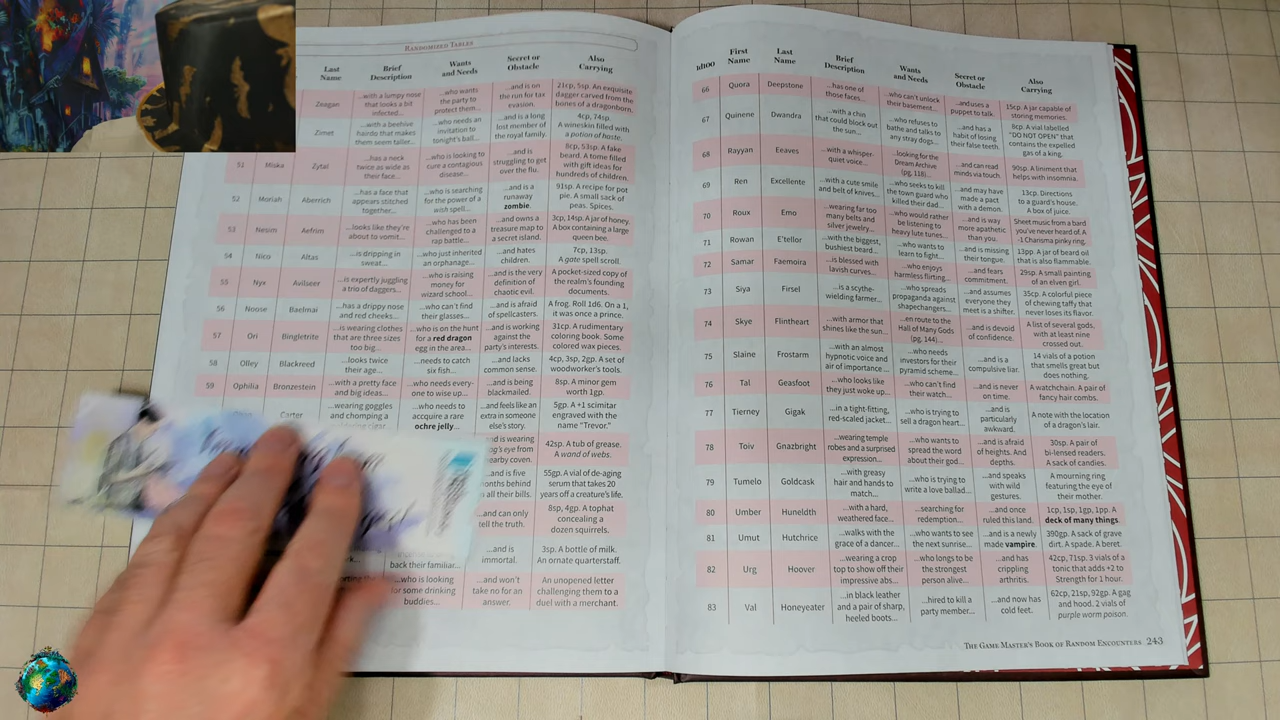 RANDOMIZED TABLES
Last
Name
Brief
Description
Wants
and Needs
Secret or
Obstacle
Also
Carrying
Zeagan
...with a lumpy nose
that looks a bit
infected...
...who wants
the party to
protect them...
...and is on
the run for tax
evasion.
21cp, 5sp. An exquisite
dagger carved from the
bones of a dragonborn.
Zimet
...with a beehive
hairdo that makes
them seem taller...
...who needs an
invitation to
tonight's ball...
...and is a long
lost member of
the royal family.
4cp, 74sp.
A wineskin filled with
a potion of haste.
51
Miska
Zytal
...has a neck
twice as wide as
their face...
...who is looking to
cure a contagious
disease...
...and is
struggling to get
over the flu.
8cp, 53sp. A fake
beard. A tome filled
with gift ideas for
hundreds of children.
52
Moriah
Aberrich
...has a face that
appears stitched
together...
...who is searching
for the power of a
wish spell...
...and is a
runaway
zombie.
91sp. A recipe for pot
pie. A small sack of
peas. Spices.
53
Nesim
Aefrim
...looks like they're
about to vomit...
...who has been
challenged to a
rap battle...
...and owns a
treasure map to
a secret island.
3cp, 14sp. A jar of honey.
A box containing a large
queen bee.
54
Nico
Altas
...is dripping in
sweat...
...who just inherited
an orphanage...
...and hates
children.
7cp, 13sp.
A gate spell scroll.
55
Nyx
Avilseer
...is expertly juggling
a trio of daggers...
...who is raising
money for
wizard school...
...and is the very
definition of
chaotic evil.
A pocket-sized copy of
the realm's founding
documents.
56
Noose
Baelmai
...has a drippy nose
and red cheeks...
...who can't find
their glasses...
...and is afraid
of spellcasters.
A frog. Roll 1d6. On a 1,
it was once a prince.
57
Ori
Bingletrite
...is wearing clothes
that are three sizes
too big...
...who is on the hunt
for a red dragon
egg in the area...
...and is working
against the
party's interests.
31cp. A rudimentary
coloring book. Some
colored wax pieces.
58
Olley
Blackreed
...looks twice
their age...
...needs to catch
six fish...
...and lacks
common sense.
4cp, 3sp, 2gp. A set of
woodworker's tools.
59
Ophilia
Bronzestein
...with a pretty face
and big ideas...
...who needs every-
one to wise up...
...and is being
blackmailed.
8sp. A minor gem
worth 1gp.
Carter
...wearing goggles
and chomping a
...who needs to
accquire a rare
ochre jelly...
...and feels like an
extra in someone
else's story.
5gp. A +1 scimitar
engraved with the
name "Trevor."
and is wearing
eye from
nearby coven.
42sp. A tub of grease.
A wand of webs.
and is five
months behind
all their bills.
55gp. A vial of de-aging
serum that takes 20
years off a creature's life.
...and can only
tell the truth.
8sp, 4gp. A tophat
concealing a
dozen squirrels.
back their familiar...
...and is
immortal.
3sp. A bottle of milk.
An ornate quarterstaff.
...who is looking
for some drinking
buddies...
...and won't
take no for an
answer.
An unopened letter
challenging them to a
duel with a merchant.
1d100
First
Name
Last
Name
Brief
Description
Wants
and Needs
Secret or
Obstacle
Also
Carrying
66
Quora
Deepstone
...has one of
those faces...
...who can't unlock
their basement...
...and uses a
puppet to talk.
15cp. A jar capable of
storing memories.
67
Quinene
Dwandra
...with a chin
that could block out
the sun...
...who refuses to
bathe and talks to
any stray dogs...
...and has a
habit of losing
their false teeth.
8cp. A vial labelled
"DO NOT OPEN" that
contains the expelled
gas of a king.
68
Rayyan
Eeaves
...with a whisper-
quiet voice...
...looking for the
Dream Archive
(pg. 118)...
...and can read
minds via touch.
90sp. A liniment that
helps with insomnia.
69
Ren
Excellente
...with a cute smile
and belt of knives...
...who seeks to kill
the town guard who
killed their dad...
...and may have
made a pact
with a demon.
13cp. Directions
to a guard's house.
A box of juice.
70
Roux
Emo
...wearing far too
many belts and
silver jewelry...
...who would rather
be listening to
heavy lute tunes...
...and is way
more apathetic
than you.
Sheet music from a bard
you've never heard of. A
-1 Charisma pinky ring.
71
Rowan
E'tellor
...with the biggest,
bushiest beard...
...who wants to
learn to fight...
...and is missing
their tongue.
13pp. A jar of beard oil
that is also flammable.
72
Samar
Faemoira
...is blessed with
lavish curves...
...who enjoys
harmless flirting...
...and fears
commitment.
29sp. A small painting
of an elven girl.
73
Siya
Firsel
...is a scythe-
wielding farmer...
...who spreads
propaganda against
shapechangers...
...and assumes
everyone they
meet is a shifter.
35cp. A colorful piece
of chewing taffy that
never loses its flavor.
74
Skye
Flintheart
...with armor that
shines like the sun...
...en route to the
Hall of Many Gods
(pg. 144)...
...and is devoid
of confidence.
A list of several gods,
with at least nine
crossed out.
75
Slaine
Frostarm
...with an almost
hypnotic voice and
air of importance...
...who needs
investors for their
pyramid scheme...
...and is a
compulsive liar.
14 vials of a potion
that smells great but
does nothing.
76
Tal
Geasfoot
...who looks like
they just woke up...
...who can't find
their watch...
...and is never
on time.
A watchchain. A pair of
fancy hair combs.
77
Tierney
Gigak
...in a tight-fitting,
red-scaled jacket...
...who is trying to
sell a dragon heart...
...and is
particularly
awkward.
A note with the location
of a dragon's lair.
78
Toiv
Gnazbright
...wearing temple
robes and a surprised
expression...
...who wants to
spread the word
about their god...
...and is afraid
of heights. And
depths.
30sp. A pair of
bi-lensed readers.
A sack of candies.
79
Tumelo
Goldcask
...with greasy
hair and hands to
match...
...who is trying to
write a love ballad...
...and speaks
with wild
gestures.
A mourning ring
featuring the eye of
their mother.
80
Umber
Huneldth
...with a hard,
weathered face...
...searching for
redemption...
...and once
ruled this land.
1cp, 1sp, 1gp, 1pp. A
deck of many things.
81
Umut
Hutchrice
...walks with the
grace of a dancer...
...who wants to see
the next sunrise...
...and is a newly
made vampire.
390gp. A sack of grave
dirt. A spade. A beret.
82
Urg
Hoover
...wearing a crop
top to show off their
impressive abs...
...who longs to be
the strongest
person alive...
...and has
crippling
arthritis.
42cp, 71sp. 3 vials of a
tonic that adds +2 to
Strength for 1 hour.
83
Val
Honeyeater
...in black leather
and a pair of sharp,
heeled boots...
...hired to kill a
party member...
...and now has
cold feet.
62cp, 21sp, 92gp. A gag
and hood. 2 vials of
purple worm poison.
THE GAME MASTER'S BOOK OF RANDOM ENCOUNTERS 243